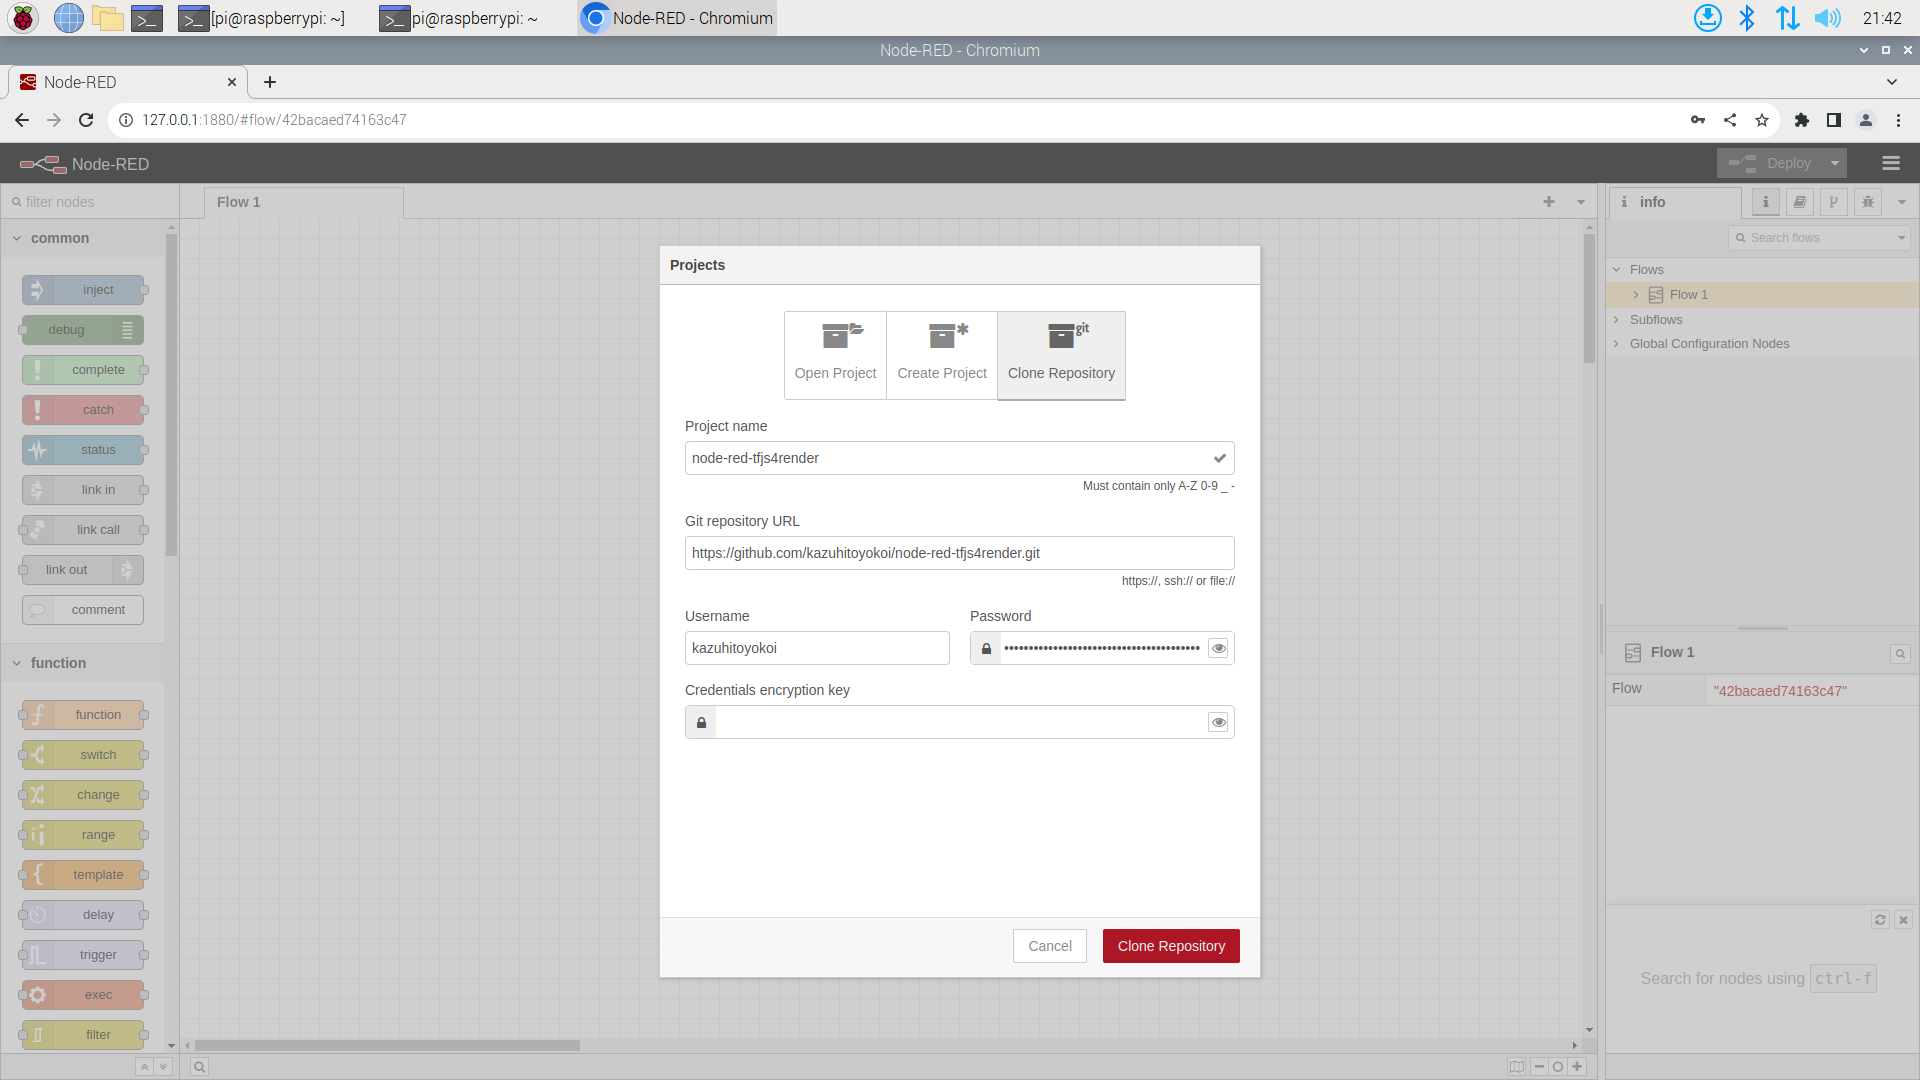 [pi@raspberrypi: ~]
pi@raspberrypi: ~
Node-RED - Chromium
21:42
Node-RED - Chromium
Node-RED
127.0.0.1:1880/#flow/42bacaed74163c47
Node-RED
Deploy
filter nodes
Flow 1
info
Search flows
common
inject
debug
complete
catch
status
link in
link call
link out
comment
function
function
switch
change
range
template
delay
trigger
exec
filter
Projects
Open Project
Create Project
git
Clone Repository
Project name
node-red-tfjs4render
Must contain only A-Z 0-9 _ -
Git repository URL
https://github.com/kazuhitoyokoi/node-red-tfjs4render.git
https://, ssh:// or file://
Username
Password
kazuhitoyokoi
••••••••••••••••••••••••••••••••••••••••
Credentials encryption key
Cancel
Clone Repository
Flows
Flow 1
Subflows
Global Configuration Nodes
Flow 1
Flow
"42bacaed74163c47"
Search for nodes using ctrl-f